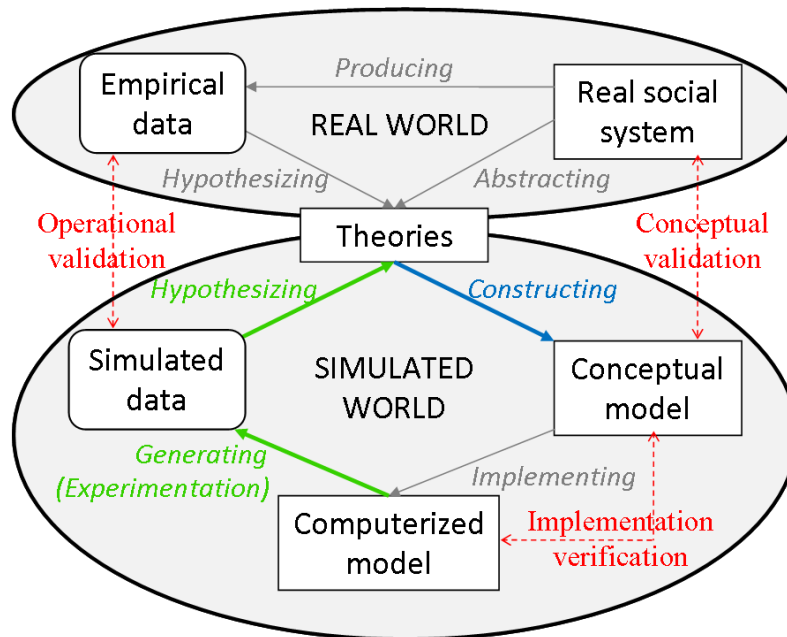 Producing
Empirical
data
Real social
system
REAL WORLD
Hypothesizing
Abstracting
Operational
validation
Theories
Conceptual
validation
Hypothesizing
Constructing
Simulated
data
SIMULATED
WORLD
Conceptual
model
Generating
(Experimentation)
Implementing
Computerized
model
Implementation
verification